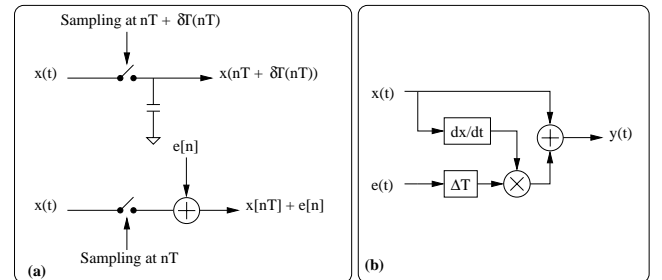 Sampling at nT + δT(nT)
x(t)
x(nT + δT(nT))
e[n]
x(t)
x[nT] + e[n]
Sampling at nT
(a)
x(t)
dx/dt
y(t)
e(t)
ΔT
(b)